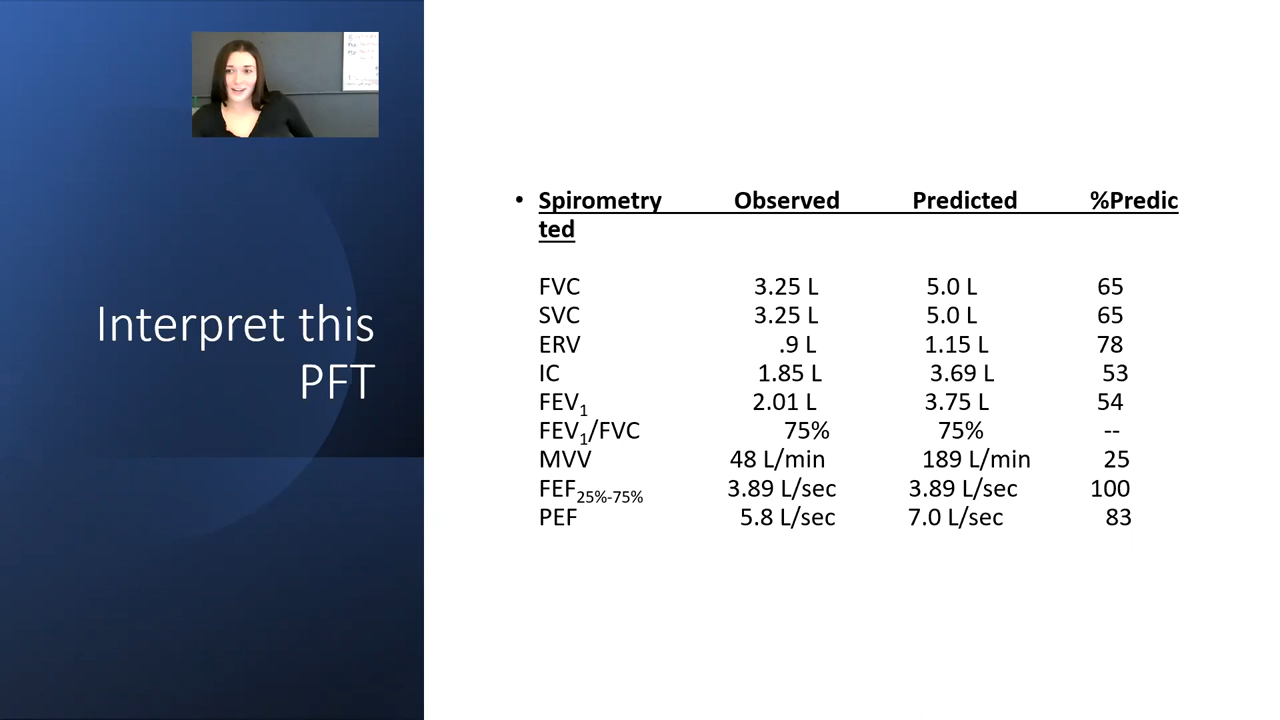 Interpret this
PFT
• Spirometry Observed Predicted %Predic
ted
FVC 3.25 L 5.0 L 65
SVC 3.25 L 5.0 L 65
ERV .9 L 1.15 L 78
IC 1.85 L 3.69 L 53
FEV1 2.01 L 3.75 L 54
FEV1/FVC 75% 75% --
MVV 48 L/min 189 L/min 25
FEF25%-75% 3.89 L/sec 3.89 L/sec 100
PEF 5.8 L/sec 7.0 L/sec 83